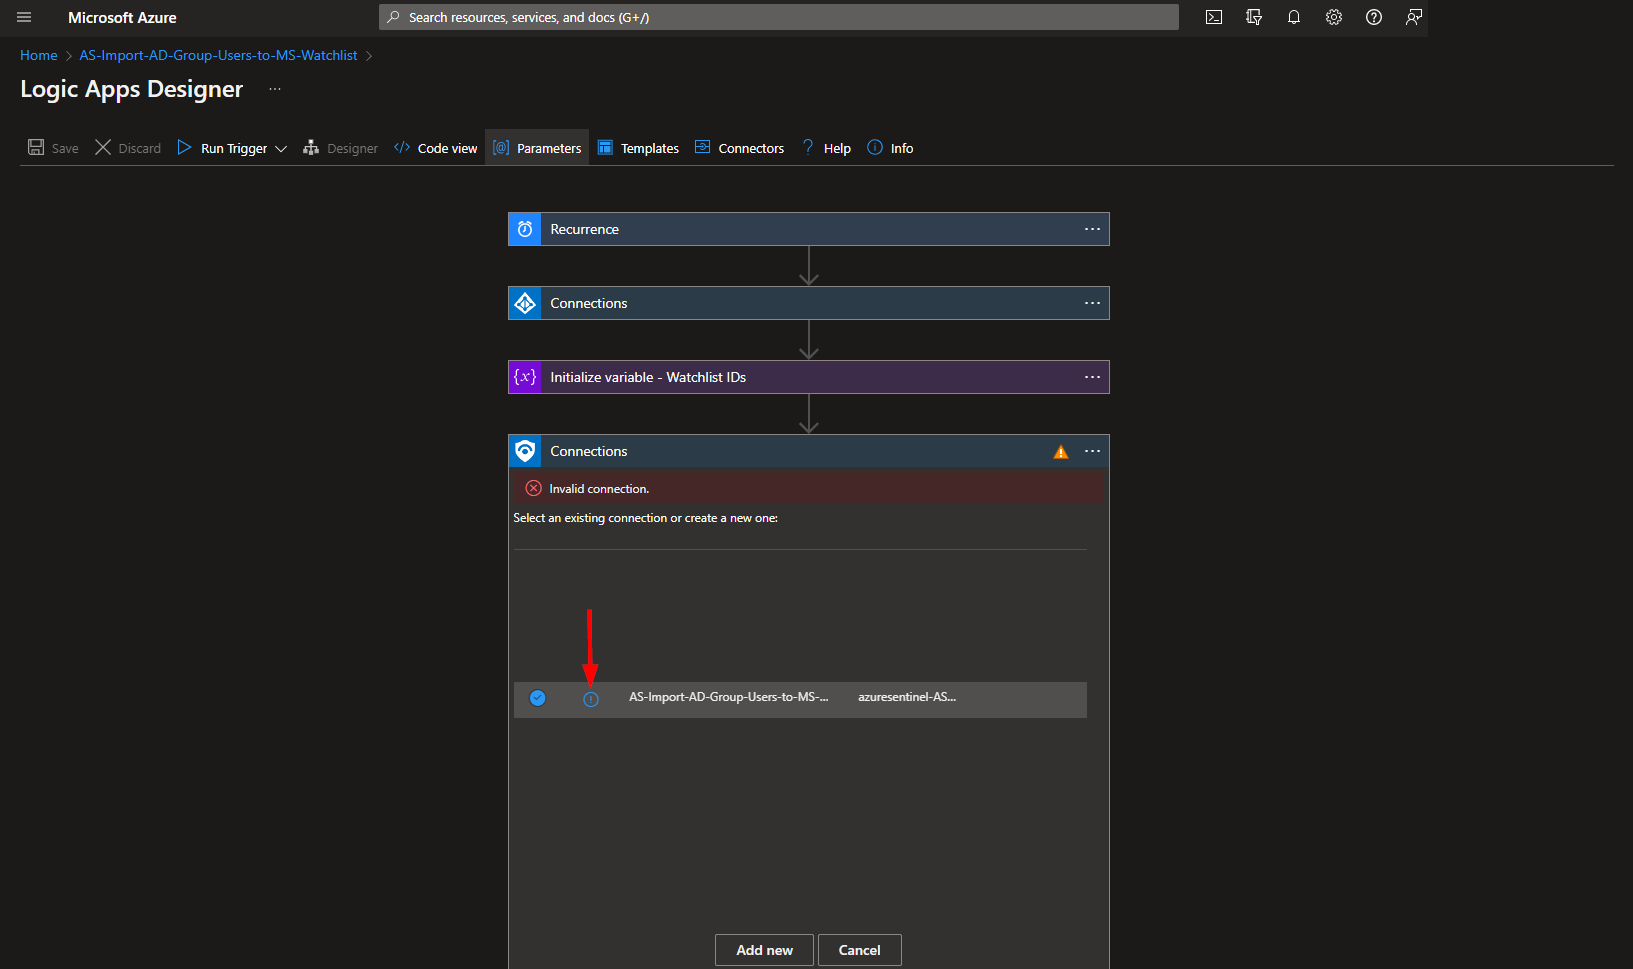 Microsoft Azure
Search resources, services, and docs (G+/)
Home > AS-Import-AD-Group-Users-to-MS-Watchlist >
Logic Apps Designer ...
Save Discard Run Trigger Designer Code view Parameters Templates Connectors Help Info
Recurrence
Connections
{x} Initialize variable - Watchlist IDs
Connections
Invalid connection.
Select an existing connection or create a new one:
AS-Import-AD-Group-Users-to-MS-... azuresentinel-AS...
Add new Cancel